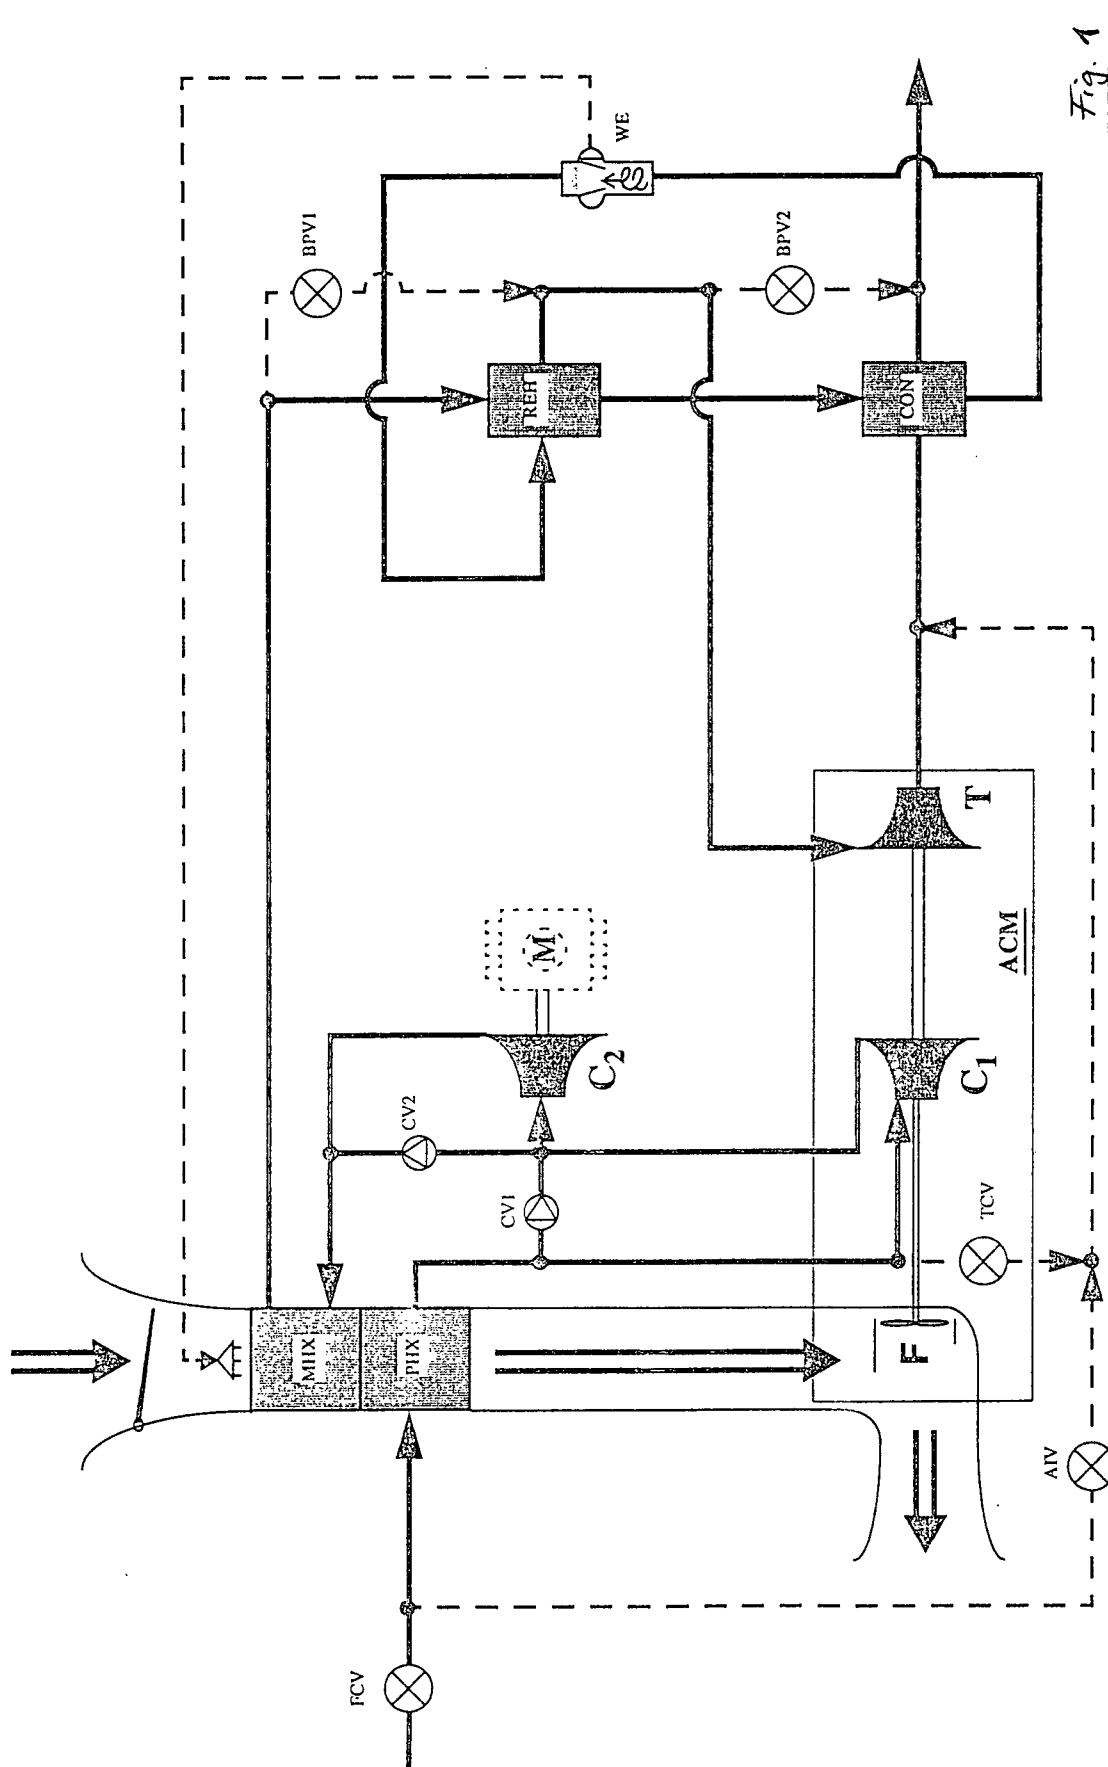 Fig. 1
WE
BPV1
BPV2
REH
CON
T
M
ACM
C2
C1
CV2
CV1
TCV
MHX
PHX
F
AIV
FCV